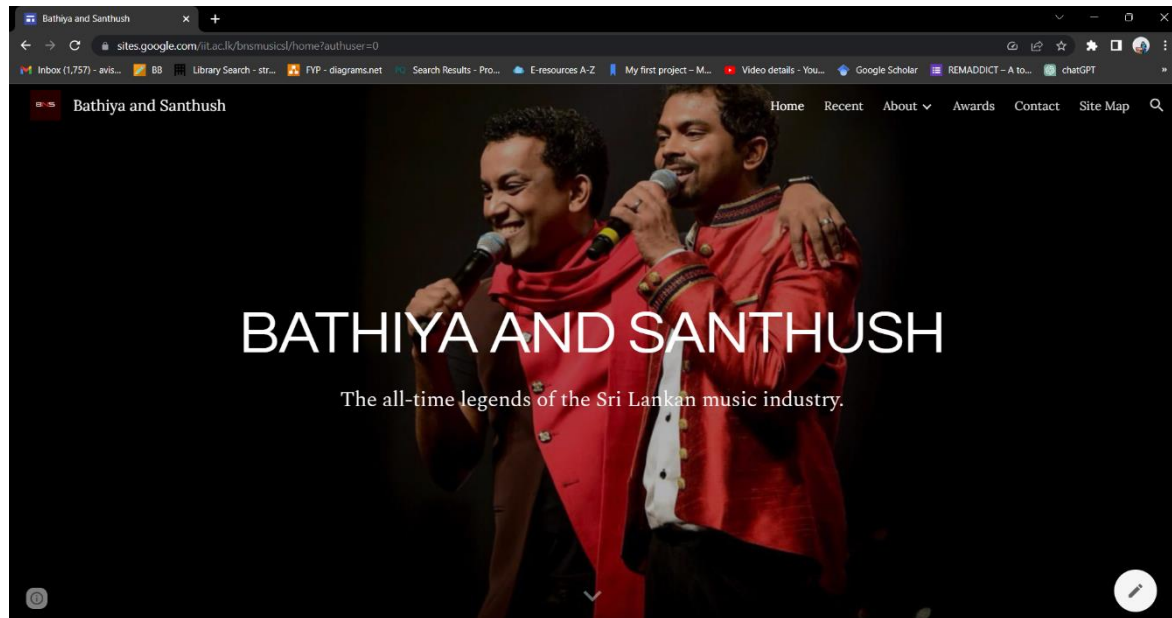 Bathiya and Santhush
sites.google.com/iit.ac.lk/bnsmusicsl/home?authuser=0
Inbox (1,757) - avis... BB Library Search - str... FYP - diagrams.net Search Results - Pro... E-resources A-Z My first project – M... Video details - You... Google Scholar REMADDICT – A to... chatGPT »
BNS Bathiya and Santhush Home Recent About Awards Contact Site Map
BATHIYA AND SANTHUSH
The all-time legends of the Sri Lankan music industry.